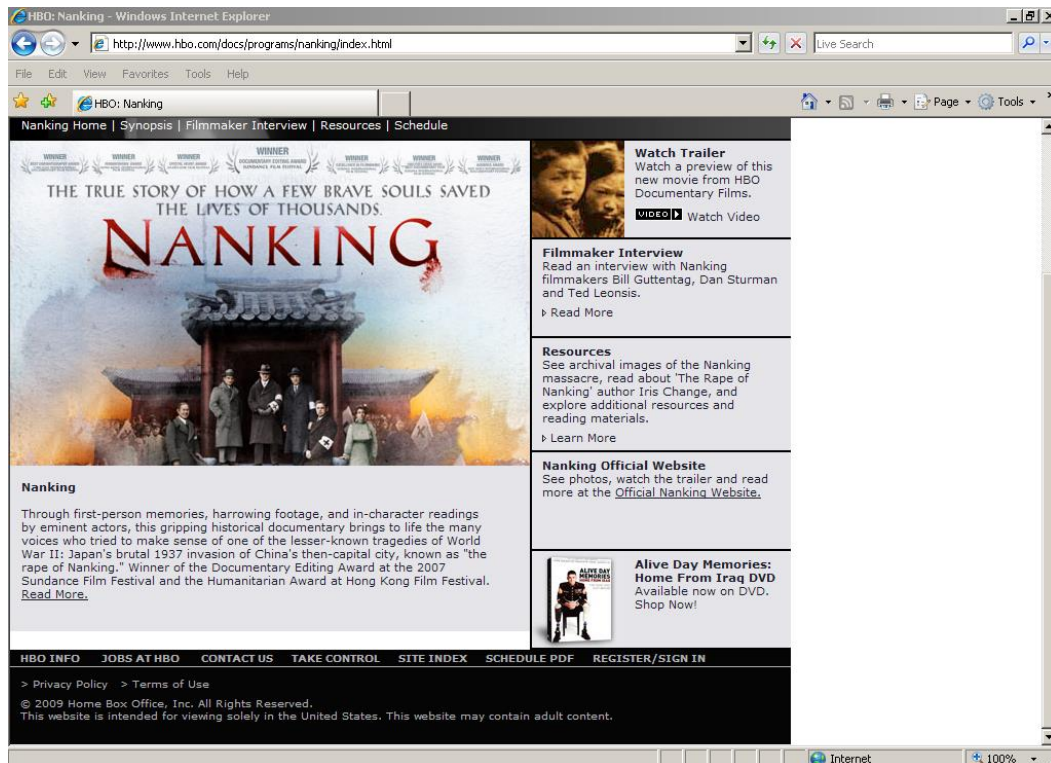 HBO: Nanking - Windows Internet Explorer
http://www.hbo.com/docs/programs/nanking/index.html
Live Search
File Edit View Favorites Tools Help
HBO: Nanking
Page
Tools
Nanking Home | Synopsis | Filmmaker Interview | Resources | Schedule
WINNER
WINNER
WINNER
WINNER
DOCUMENTARY EDITING AWARD
SUNDANCE FILM FESTIVAL
WINNER
WINNER
WINNER
THE TRUE STORY OF HOW A FEW BRAVE SOULS SAVED
THE LIVES OF THOUSANDS.
NANKING
Nanking
Through first-person memories, harrowing footage, and in-character readings
by eminent actors, this gripping historical documentary brings to life the many
voices who tried to make sense of one of the lesser-known tragedies of World
War II: Japan's brutal 1937 invasion of China's then-capital city, known as "the
rape of Nanking." Winner of the Documentary Editing Award at the 2007
Sundance Film Festival and the Humanitarian Award at Hong Kong Film Festival.
Read More.
Watch Trailer
Watch a preview of this
new movie from HBO
Documentary Films.
VIDEO Watch Video
Filmmaker Interview
Read an interview with Nanking
filmmakers Bill Guttentag, Dan Sturman
and Ted Leonsis.
Read More
Resources
See archival images of the Nanking
massacre, read about 'The Rape of
Nanking' author Iris Change, and
explore additional resources and
reading materials.
Learn More
Nanking Official Website
See photos, watch the trailer and read
more at the Official Nanking Website.
ALIVE DAY
MEMORIES
HOME FROM IRAQ
Alive Day Memories:
Home From Iraq DVD
Available now on DVD.
Shop Now!
HBO INFO JOBS AT HBO CONTACT US TAKE CONTROL SITE INDEX SCHEDULE PDF REGISTER/SIGN IN
> Privacy Policy > Terms of Use
© 2009 Home Box Office, Inc. All Rights Reserved.
This website is intended for viewing solely in the United States. This website may contain adult content.
Internet
100%